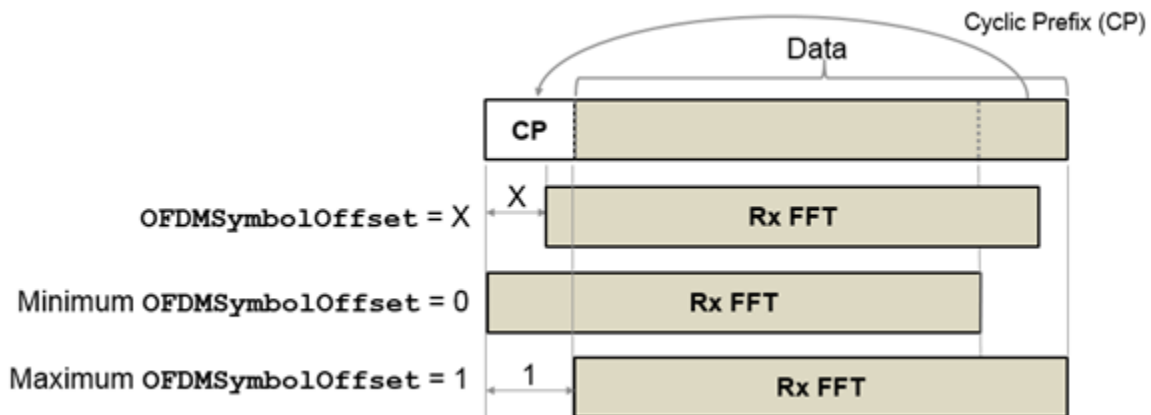 Cyclic Prefix (CP)
Data
CP
X
OFDMSymbolOffset = X
Rx FFT
Minimum OFDMSymbolOffset = 0
Rx FFT
Maximum OFDMSymbolOffset = 1
1
Rx FFT